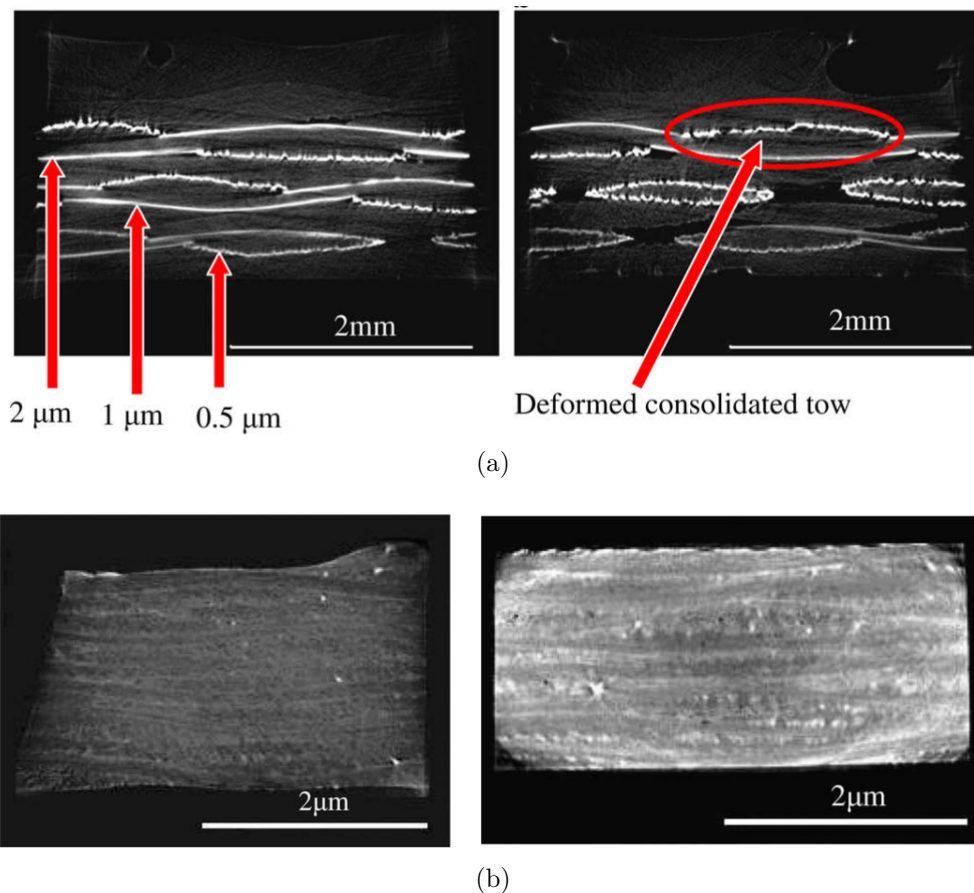 2mm
2mm
2 μm
1 μm
0.5 μm
Deformed consolidated tow
(a)
2μm
2μm
(b)